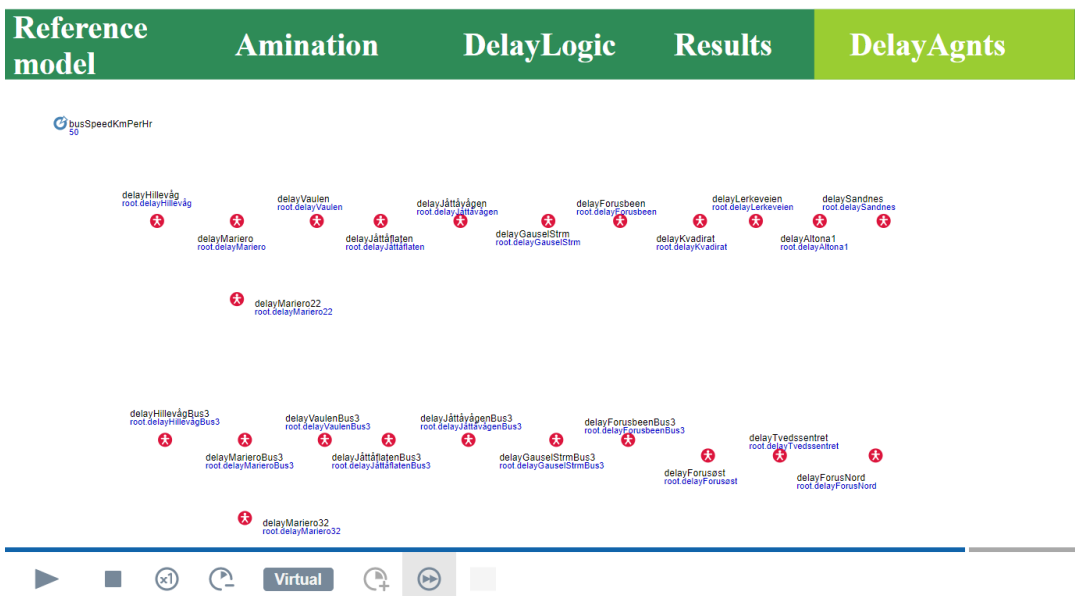 Reference
model
Amination
DelayLogic
Results
DelayAgnts
busSpeedKmPerHr
50
delayHillevåg
root.delayHillevåg
delayMariero
root.delayMariero
delayVaulen
root.delayVaulen
delayJåttåflaten
root.delayJåttåflaten
delayJåttåvågen
root.delayJåttåvågen
delayGauselStrm
root.delayGauselStrm
delayForusbeen
root.delayForusbeen
delayKvadirat
root.delayKvadirat
delayLerkeveien
root.delayLerkeveien
delayAltona1
root.delayAltona1
delaySandnes
root.delaySandnes
delayMariero22
root.delayMariero22
delayHillevågBus3
root.delayHillevågBus3
delayMarieroBus3
root.delayMarieroBus3
delayVaulenBus3
root.delayVaulenBus3
delayJåttåflatenBus3
root.delayJåttåflatenBus3
delayJåttåvågenBus3
root.delayJåttåvågenBus3
delayGauselStrmBus3
root.delayGauselStrmBus3
delayForusbeenBus3
root.delayForusbeenBus3
delayForusøst
root.delayForusøst
delayTvedssentret
root.delayTvedssentret
delayForusNord
root.delayForusNord
delayMariero32
root.delayMariero32
x1
Virtual